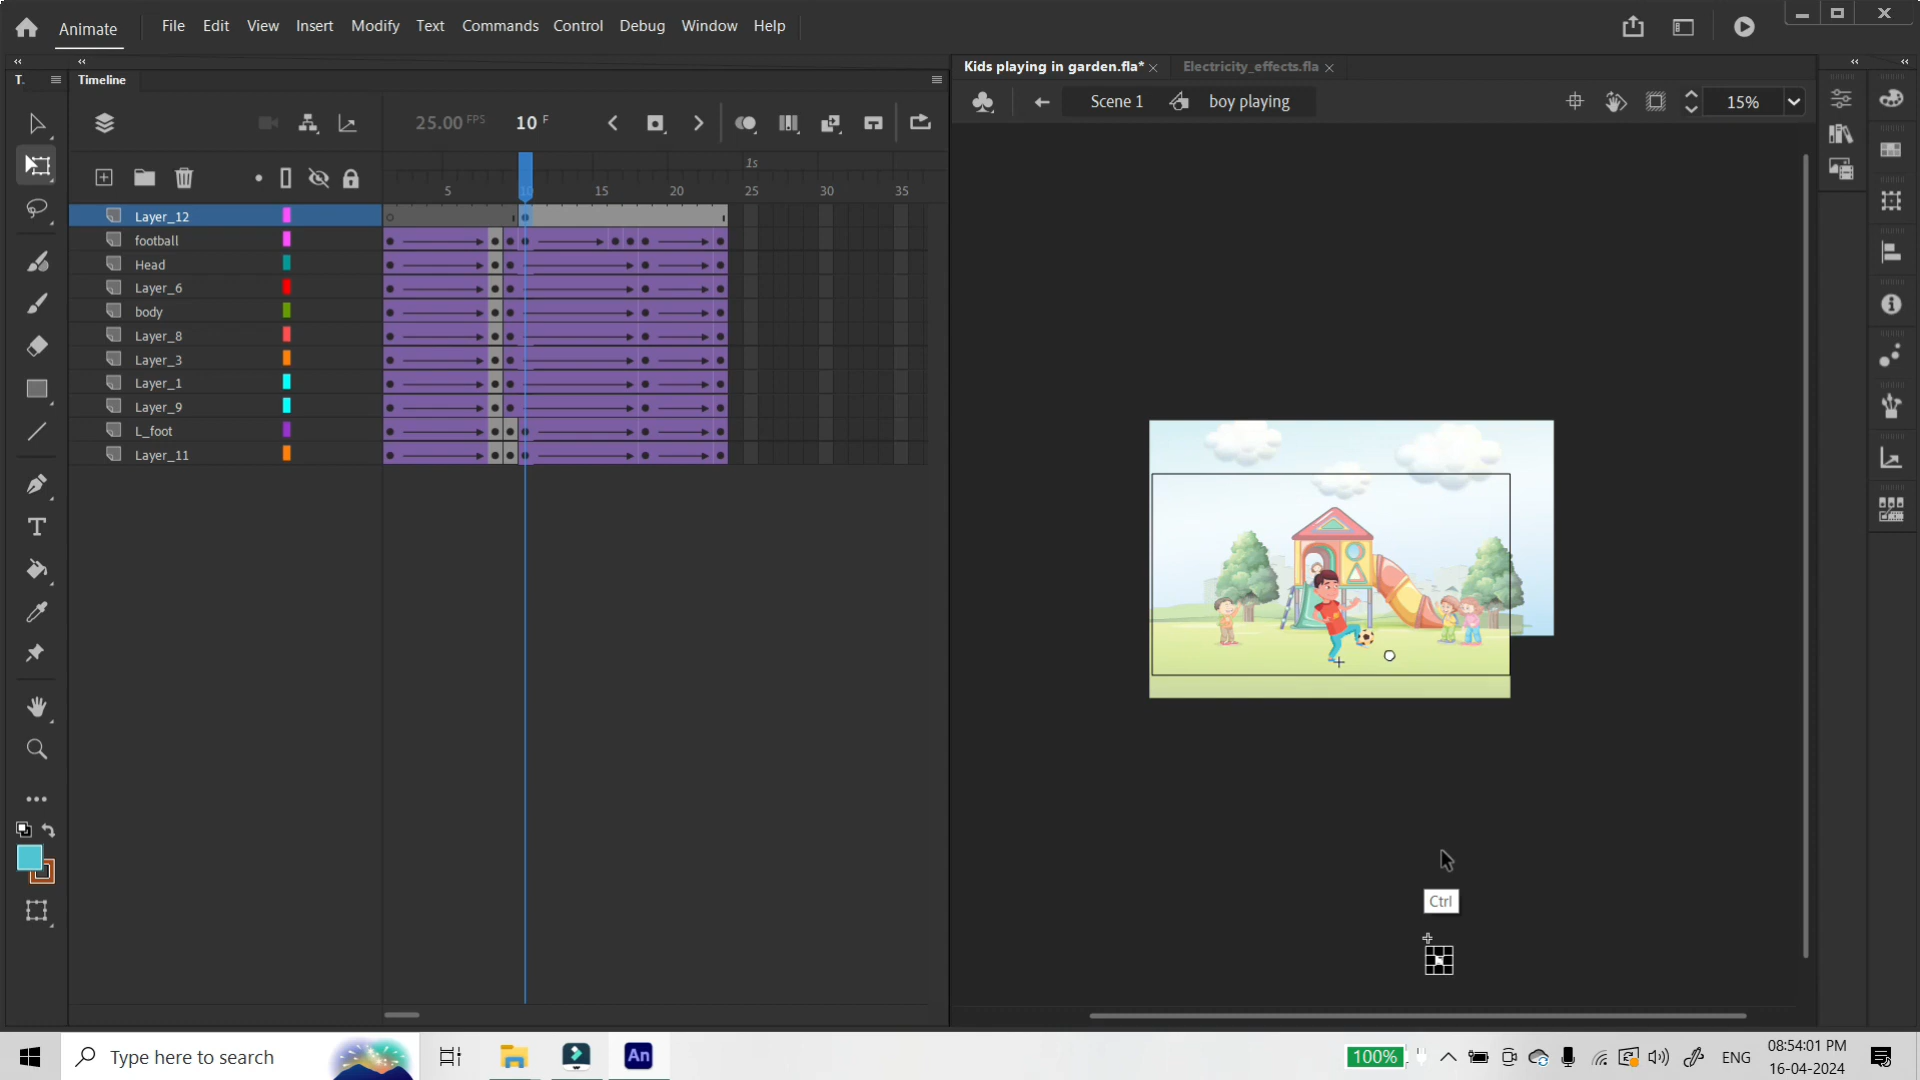 Animate File Edit View Insert Modify Text Commands Control Debug Window Help
T. Timeline
Kids playing in garden.fla* Electricity_effects.fla
Scene 1 boy playing 15%
25.00 FPS 10 F
1s
5 10 15 20 25 30 35
Layer_12
football
Head
Layer_6
body
Layer_8
Layer_3
Layer_1
Layer_9
L_foot
Layer_11
Ctrl
Type here to search
An
100%
ENG
08:54:01 PM
16-04-2024